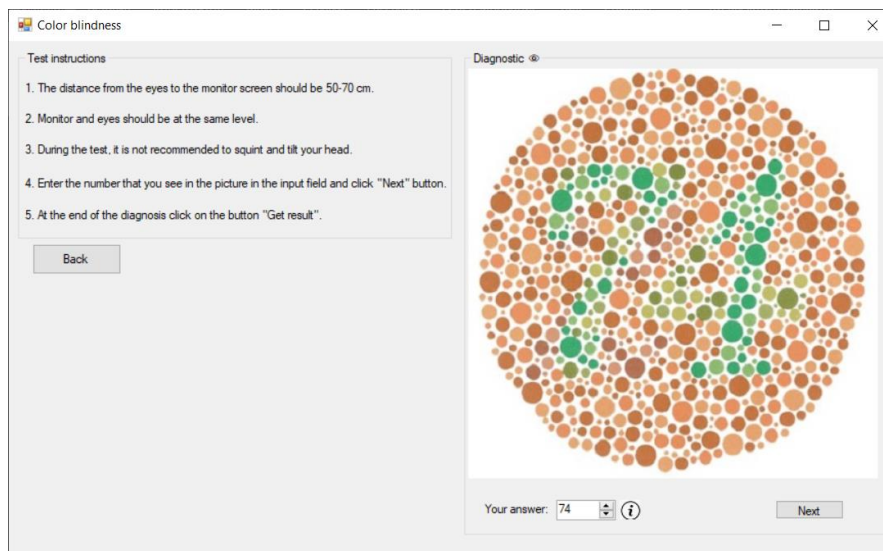 Color blindness
Test instructions
1. The distance from the eyes to the monitor screen should be 50-70 cm.
2. Monitor and eyes should be at the same level.
3. During the test, it is not recommended to squint and tilt your head.
4. Enter the number that you see in the picture in the input field and click "Next" button.
5. At the end of the diagnosis click on the button "Get result".
Back
Diagnostic
74
Your answer: 74
Next